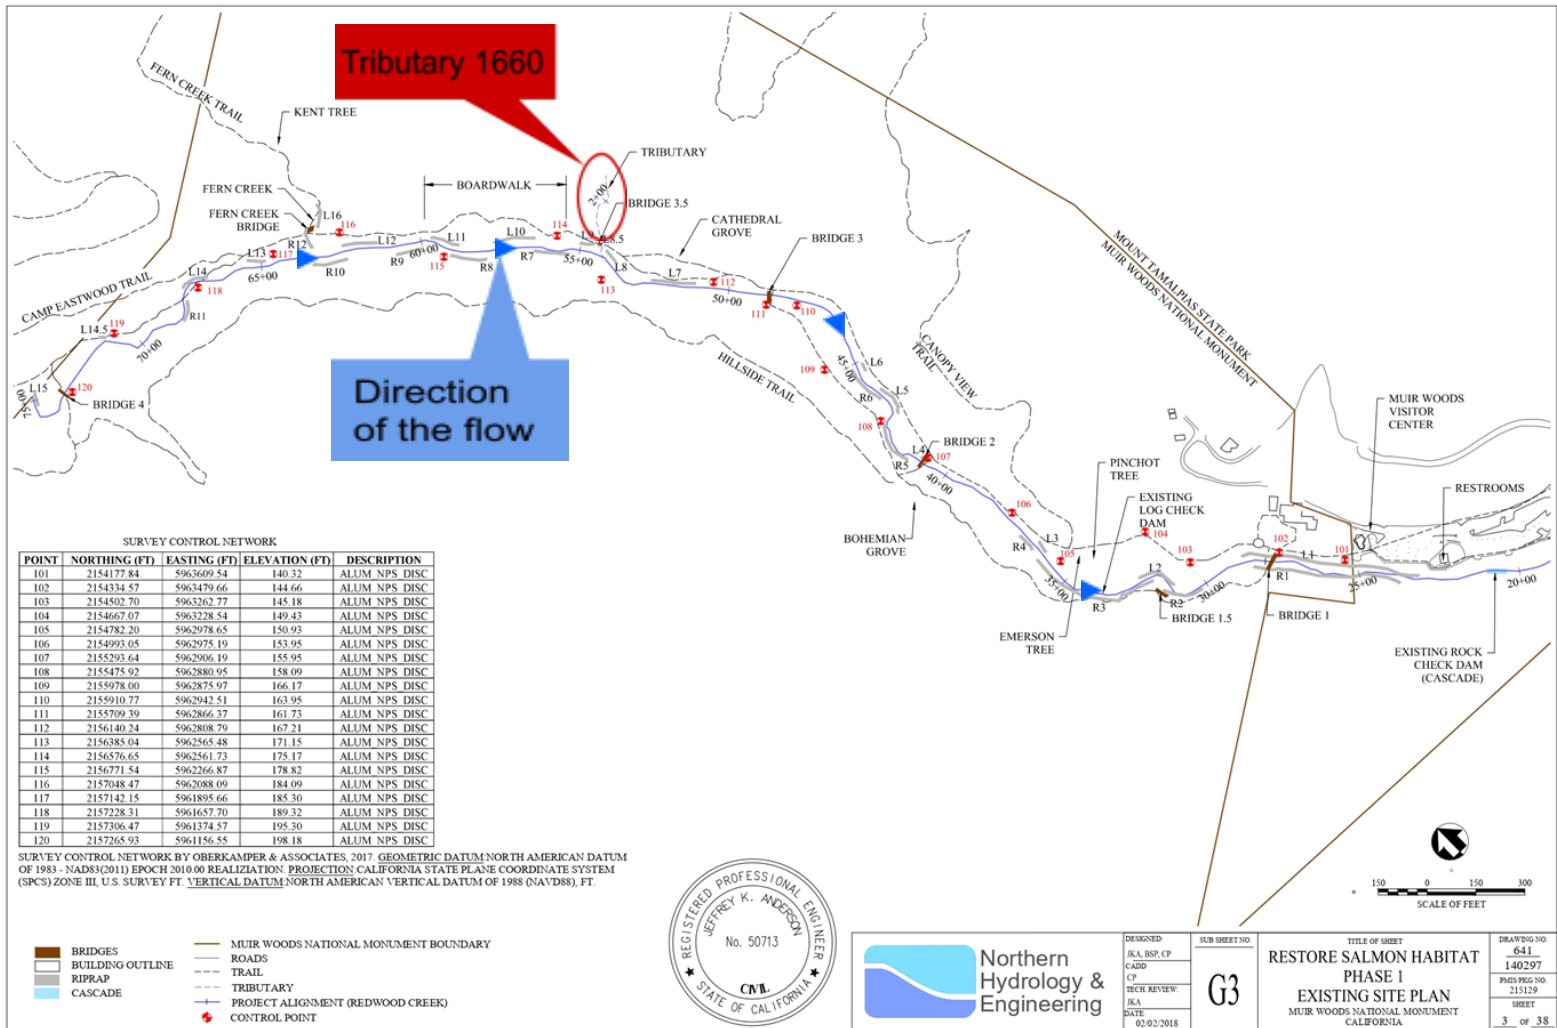 Tributary 1660
FERN CREEK TRAIL
KENT TREE
TRIBUTARY
2+00
BOARDWALK
FERN CREEK
FERN CREEK
BRIDGE
BRIDGE 3.5
CATHEDRAL
GROVE
BRIDGE 3
MOUNT TAMALPIAS STATE PARK
MUIR WOODS NATIONAL MONUMENT
L16
116
R12
L12
L11
60+00
L10
114
L9
L8.5
L8
L13
117
65+00
R10
R9
115
R8
R7
55+00
113
L7
112
50+00
111
110
CAMP EASTWOOD TRAIL
L14
118
R11
L14.5
119
70+00
L15
75+00
120
BRIDGE 4
Direction
of the flow
HILLSIDE TRAIL
CANOPY VIEW
TRAIL
109
45+00
L6
R6
L5
108
R5
L4
BRIDGE 2
107
40+00
BOHEMIAN
GROVE
106
PINCHOT
TREE
EXISTING
LOG CHECK
DAM
R4
L3
105
104
103
35+00
R3
L2
R2
30+00
EMERSON
TREE
BRIDGE 1.5
BRIDGE 1
102
L1
R1
101
25+00
20+00
MUIR WOODS
VISITOR
CENTER
RESTROOMS
EXISTING ROCK
CHECK DAM
(CASCADE)
SURVEY CONTROL NETWORK
POINT NORTHING (FT) EASTING (FT) ELEVATION (FT) DESCRIPTION
101 2154177.84 5963609.54 140.32 ALUM NPS DISC
102 2154334.57 5963479.66 144.66 ALUM NPS DISC
103 2154502.70 5963262.77 145.18 ALUM NPS DISC
104 2154667.07 5963228.54 149.43 ALUM NPS DISC
105 2154782.20 5962978.65 150.93 ALUM NPS DISC
106 2154993.05 5962975.19 153.95 ALUM NPS DISC
107 2155293.64 5962906.19 155.95 ALUM NPS DISC
108 2155475.92 5962880.95 158.09 ALUM NPS DISC
109 2155978.00 5962875.97 166.17 ALUM NPS DISC
110 2155910.77 5962942.51 163.95 ALUM NPS DISC
111 2155709.39 5962866.37 161.73 ALUM NPS DISC
112 2156140.24 5962808.79 167.21 ALUM NPS DISC
113 2156385.04 5962565.48 171.15 ALUM NPS DISC
114 2156576.65 5962561.73 175.17 ALUM NPS DISC
115 2156771.54 5962266.87 178.82 ALUM NPS DISC
116 2157048.47 5962088.09 184.09 ALUM NPS DISC
117 2157142.15 5961895.66 185.30 ALUM NPS DISC
118 2157228.31 5961657.70 189.32 ALUM NPS DISC
119 2157306.47 5961374.57 195.30 ALUM NPS DISC
120 2157265.93 5961156.55 198.18 ALUM NPS DISC
SURVEY CONTROL NETWORK BY OBERKAMPER & ASSOCIATES, 2017. GEOMETRIC DATUM:NORTH AMERICAN DATUM
OF 1983 - NAD83(2011) EPOCH 2010.00 REALIZIATION. PROJECTION:CALIFORNIA STATE PLANE COORDINATE SYSTEM
(SPCS) ZONE III, U.S. SURVEY FT. VERTICAL DATUM:NORTH AMERICAN VERTICAL DATUM OF 1988 (NAVD88), FT.
BRIDGES
BUILDING OUTLINE
RIPRAP
CASCADE
MUIR WOODS NATIONAL MONUMENT BOUNDARY
ROADS
TRAIL
TRIBUTARY
PROJECT ALIGNMENT (REDWOOD CREEK)
CONTROL POINT
REGISTERED PROFESSIONAL ENGINEER
JEFFREY K. ANDERSON
No. 50713
CIVIL
STATE OF CALIFORNIA
150 0 150 300
SCALE OF FEET
Northern
Hydrology &
Engineering
DESIGNED:
JKA, BSP, CP
CADD
CP
TECH. REVIEW:
JKA
DATE:
02/02/2018
SUB SHEET NO.
G3
TITLE OF SHEET
RESTORE SALMON HABITAT
PHASE 1
EXISTING SITE PLAN
MUIR WOODS NATIONAL MONUMENT
CALIFORNIA
DRAWING NO.
641
140297
PMIS/PKG NO.
215129
SHEET
3 OF 38